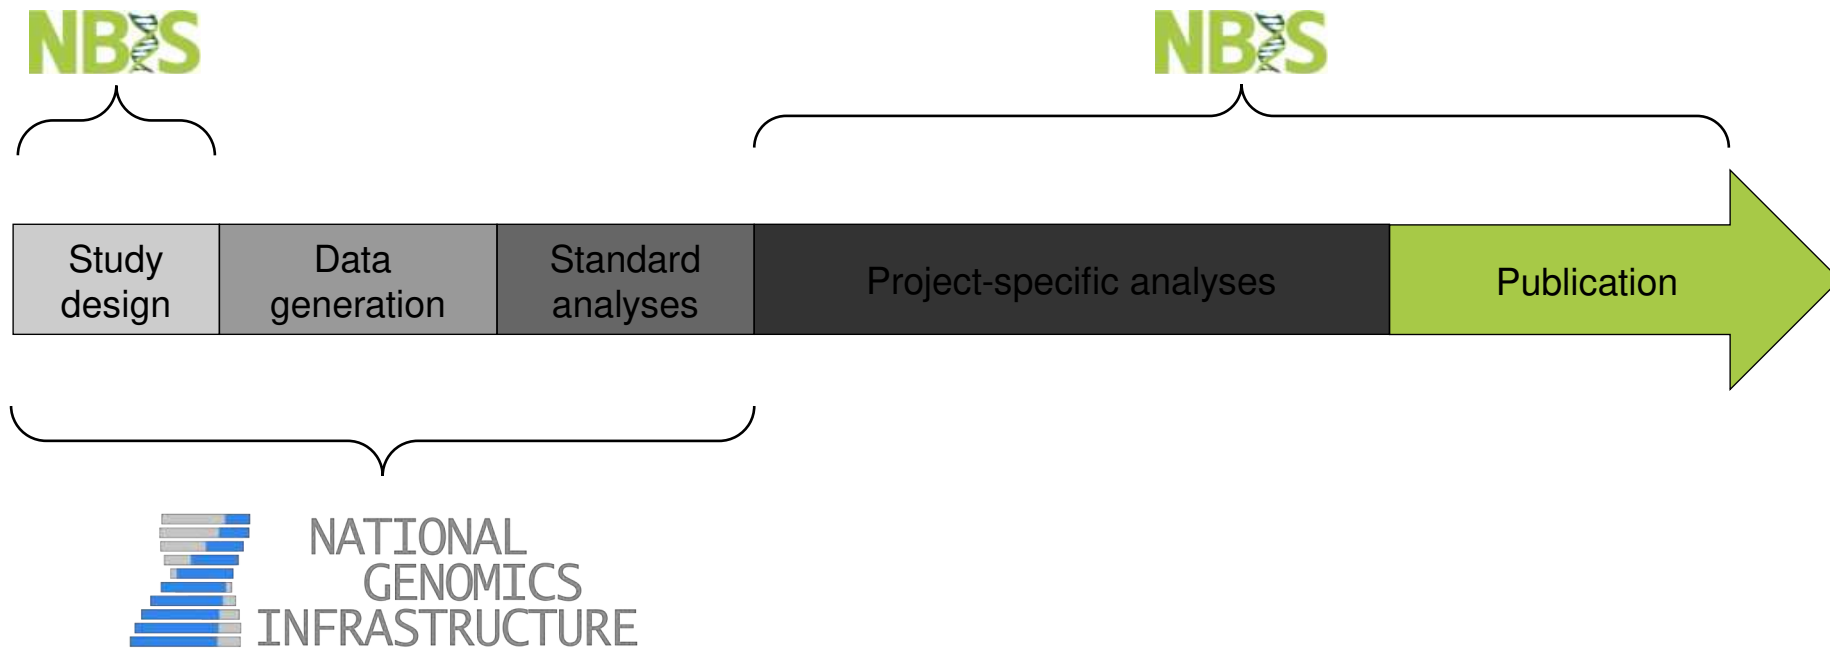 NBIS
NBIS
Study
design
Data
generation
Standard
analyses
Project-specific analyses
Publication
NATIONAL
GENOMICS
INFRASTRUCTURE